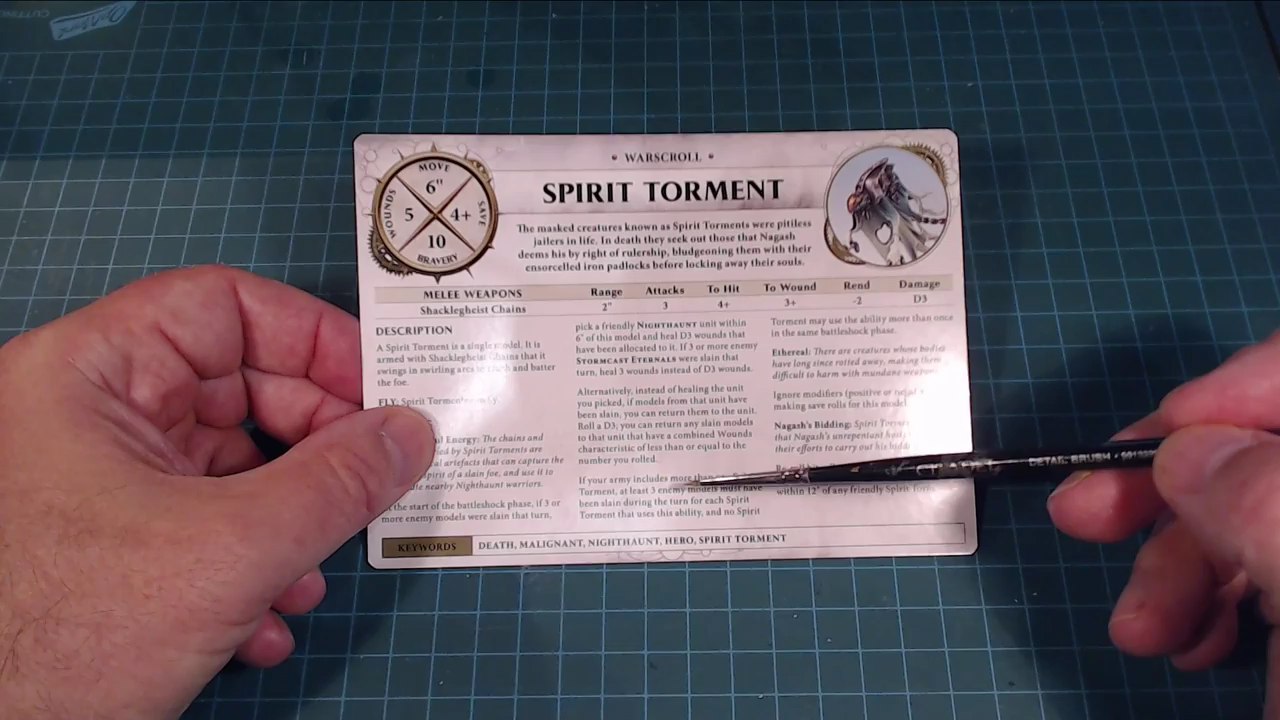 WARSCROLL
SPIRIT TORMENT
MOVE
6"
WOUNDS
5
4+
SAVE
10
BRAVERY
The masked creatures known as Spirit Torments were pitiless
jailers in life. In death they seek out those that Nagash
deems his by right of rulership, bludgeoning them with their
ensorcelled iron padlocks before locking away their souls.
MELEE WEAPONS Range Attacks To Hit To Wound Rend Damage
Shacklegheist Chains 2" 3 4+ 3+ -2 D3
DESCRIPTION
A Spirit Torment is a single model. It is
armed with Shacklegheist Chains that it
swings in swirling arcs to and batter
the foe.
FLY: Spirit Torments
Energy: The chains and
by Spirit Torments are
artefacts that can capture the
spirit of a slain foe, and use it to
nearby Nighthaunt warriors.
the start of the battleshock phase, if 3 or
more enemy models were slain that turn,
pick a friendly NIGHTHAUNT unit within
6" of this model and heal D3 wounds that
have been allocated to it. If 3 or more enemy
STORMCAST ETERNALS were slain that
turn, heal 3 wounds instead of D3 wounds.
Alternatively, instead of healing the unit
you picked, if models from that unit have
been slain, you can return them to the unit.
Roll a D3; you can return any slain models
to that unit that have a combined Wounds
characteristic of less than or equal to the
number you rolled.
If your army includes more
Torment, at least 3 enemy models must have
been slain during the turn for each Spirit
Torment that uses this ability, and no Spirit
Torment may use the ability more than once
in the same battleshock phase.
Ethereal: There are creatures whose bodies
have long since rotted away, making them
difficult to harm with mundane
Ignore modifiers (positive or
making save rolls for this model.
Nagash's Bidding: Spirit
that Nagash's unrepentant
their efforts to carry out his
within 12" of any friendly Spirit
KEYWORDS DEATH, MALIGNANT, NIGHTHAUNT, HERO, SPIRIT TORMENT
DETAIL BRUSH